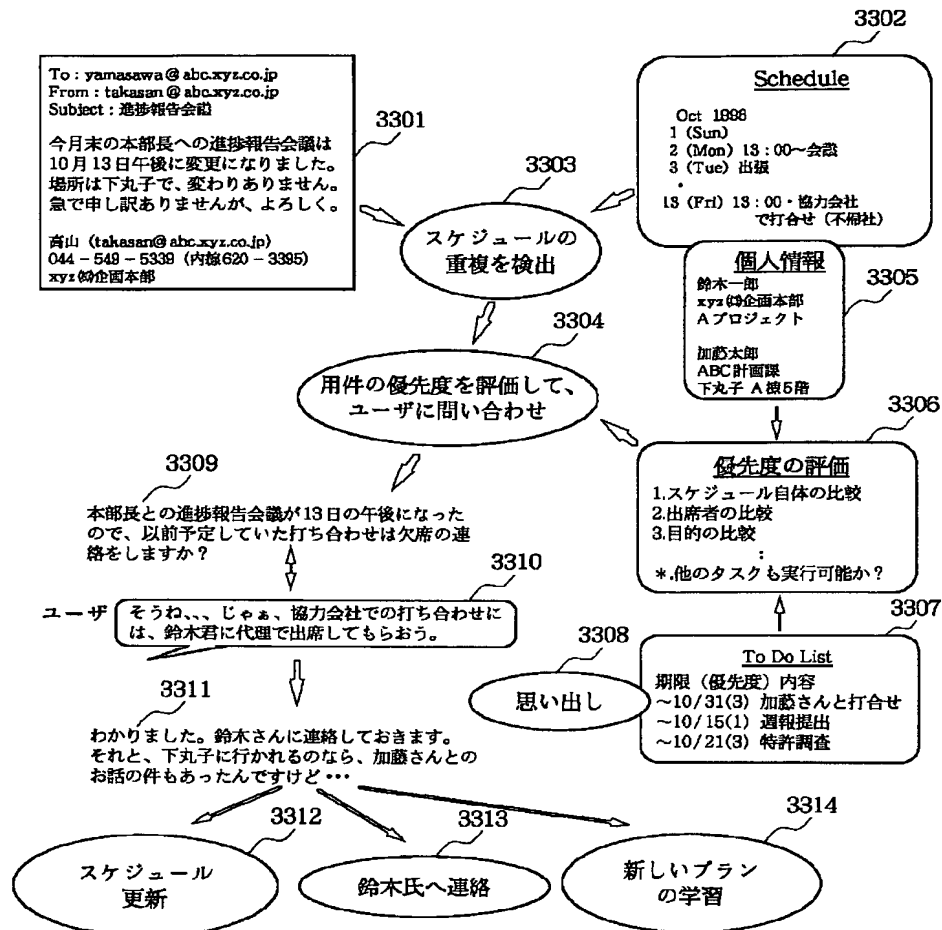 3302
To : yamasawa@abc.xyz.co.jp
From : takasan@abc.xyz.co.jp
Subject : 進捗報告会議
今月末の本部長への進捗報告会議は
10月13日午後に変更になりました。
場所は下丸子で、変わりありません。
急で申し訳ありませんが、よろしく。
高山 (takasan@abc.xyz.co.jp)
044-549-5339 (内線620-3395)
xyz㈱企画本部
3301
Schedule
Oct 1998
1 (Sun)
2 (Mon) 13:00〜会議
3 (Tue) 出張
・
13 (Fri) 13:00・協力会社
で打合せ (不帰社)
3303
スケジュールの
重複を検出
個人情報
鈴木一郎
xyz㈱企画本部
Aプロジェクト
加藤太郎
ABC計画課
下丸子 A棟5階
3305
3304
用件の優先度を評価して、
ユーザに問い合わせ
3306
優先度の評価
1.スケジュール自体の比較
2.出席者の比較
3.目的の比較
:
*.他のタスクも実行可能か?
3309
本部長との進捗報告会議が13日の午後になった
ので、以前予定していた打ち合わせは欠席の連
絡をしますか?
3310
ユーザ
そうね、、、じゃぁ、協力会社での打ち合わせに
は、鈴木君に代理で出席してもらおう。
3307
To Do List
期限 (優先度) 内容
〜10/31(3) 加藤さんと打合せ
〜10/15(1) 週報提出
〜10/21(3) 特許調査
3308
思い出し
3311
わかりました。鈴木さんに連絡しておきます。
それと、下丸子に行かれるのなら、加藤さんとの
お話の件もあったんですけど・・・
3312
スケジュール
更新
3313
鈴木氏へ連絡
3314
新しいプラン
の学習